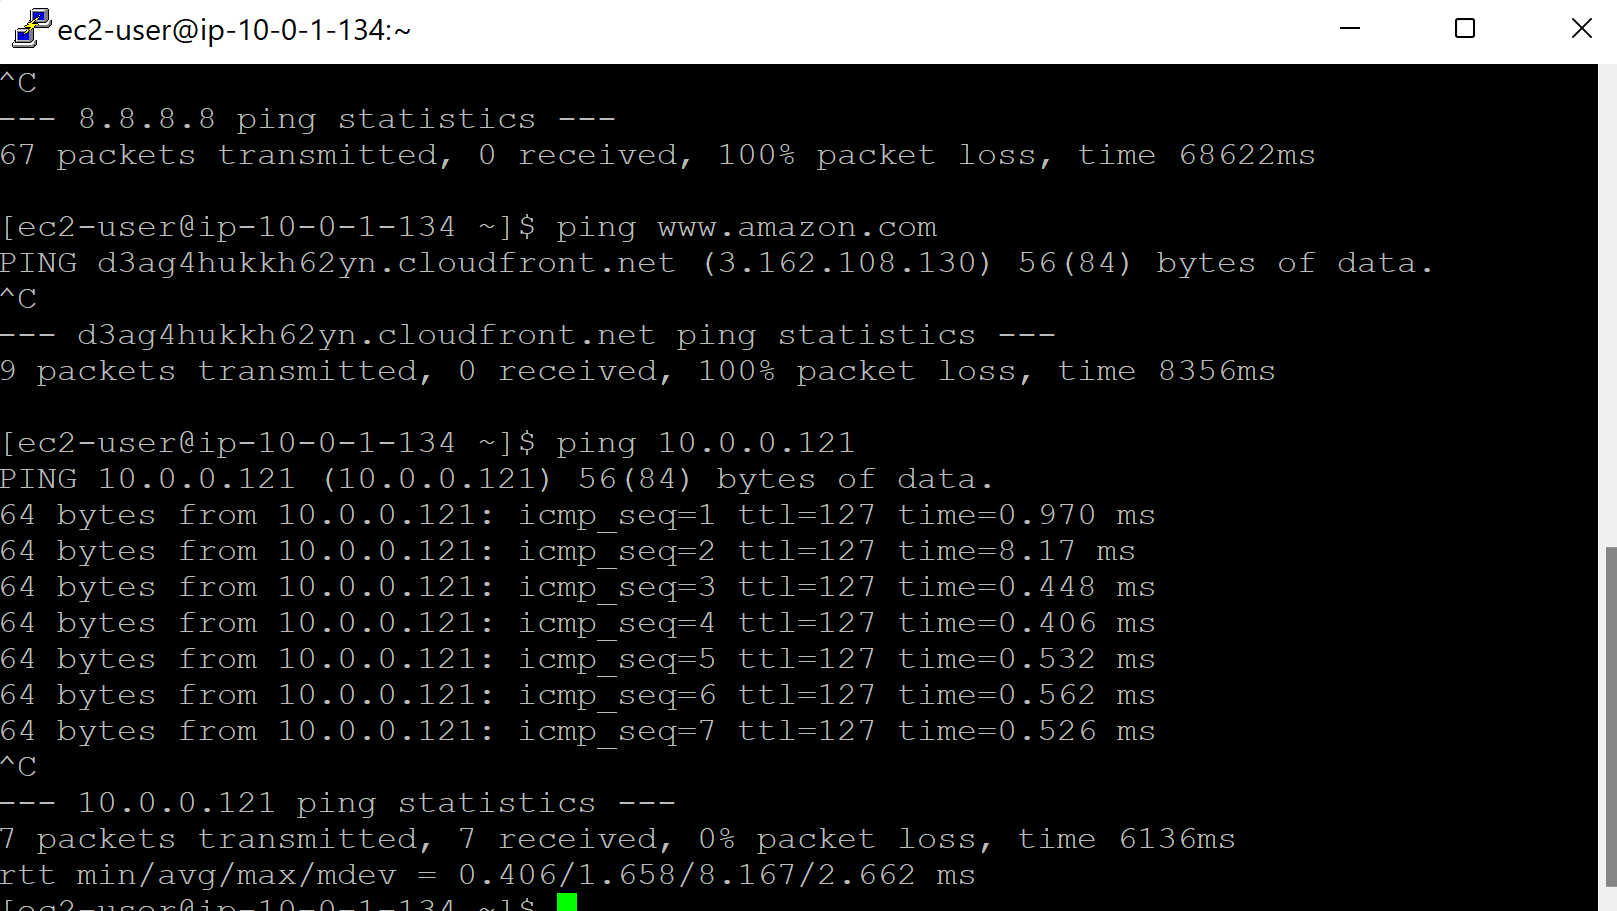 ec2-user@ip-10-0-1-134:~
^C
--- 8.8.8.8 ping statistics ---
67 packets transmitted, 0 received, 100% packet loss, time 68622ms
[ec2-user@ip-10-0-1-134 ~]$ ping www.amazon.com
PING d3ag4hukkh62yn.cloudfront.net (3.162.108.130) 56(84) bytes of data.
^C
--- d3ag4hukkh62yn.cloudfront.net ping statistics ---
9 packets transmitted, 0 received, 100% packet loss, time 8356ms
[ec2-user@ip-10-0-1-134 ~]$ ping 10.0.0.121
PING 10.0.0.121 (10.0.0.121) 56(84) bytes of data.
64 bytes from 10.0.0.121: icmp_seq=1 ttl=127 time=0.970 ms
64 bytes from 10.0.0.121: icmp_seq=2 ttl=127 time=8.17 ms
64 bytes from 10.0.0.121: icmp_seq=3 ttl=127 time=0.448 ms
64 bytes from 10.0.0.121: icmp_seq=4 ttl=127 time=0.406 ms
64 bytes from 10.0.0.121: icmp_seq=5 ttl=127 time=0.532 ms
64 bytes from 10.0.0.121: icmp_seq=6 ttl=127 time=0.562 ms
64 bytes from 10.0.0.121: icmp_seq=7 ttl=127 time=0.526 ms
^C
--- 10.0.0.121 ping statistics ---
7 packets transmitted, 7 received, 0% packet loss, time 6136ms
rtt min/avg/max/mdev = 0.406/1.658/8.167/2.662 ms
[ec2-user@ip-10-0-1-134 ~]$